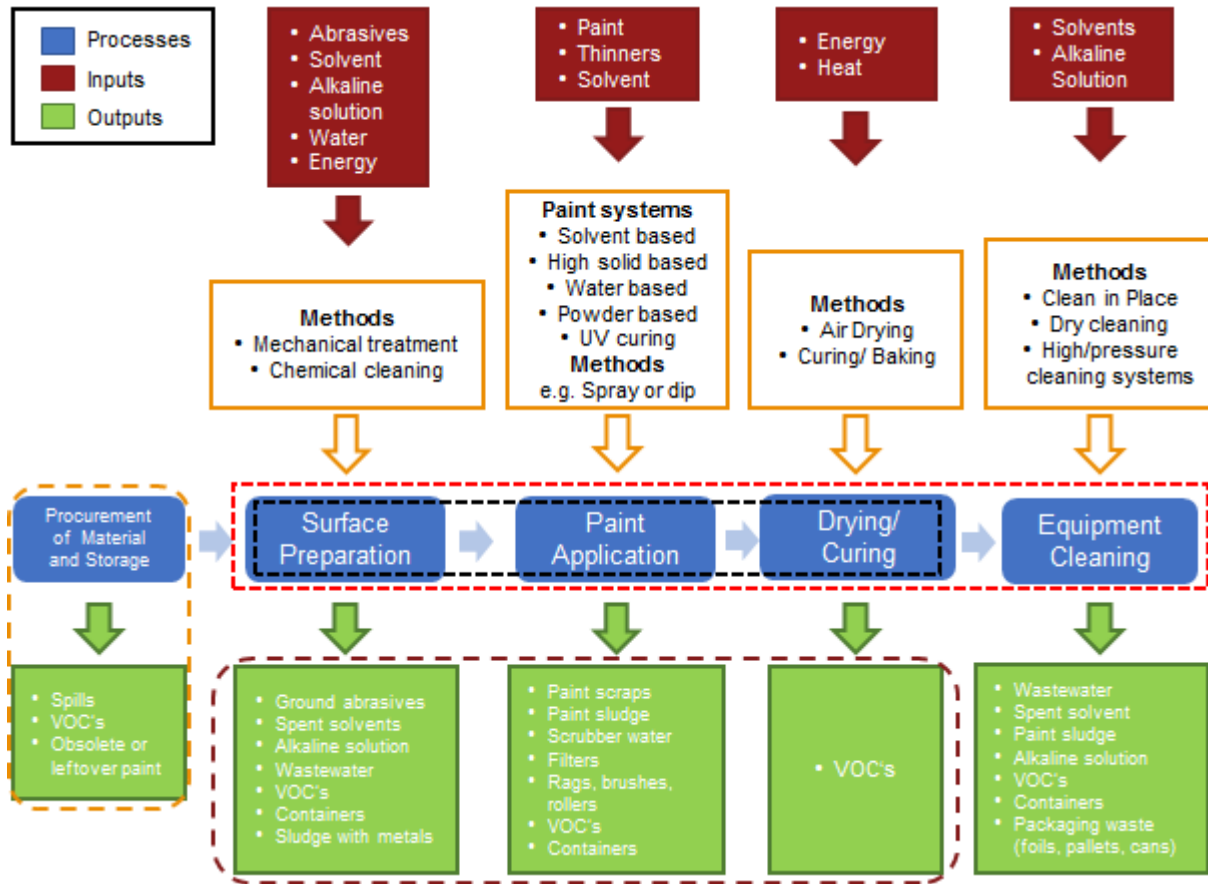 Processes
Inputs
Outputs
• Abrasives
• Solvent
• Alkaline
solution
• Water
• Energy
• Paint
• Thinners
• Solvent
• Energy
• Heat
• Solvents
• Alkaline
Solution
Methods
• Mechanical treatment
• Chemical cleaning
Paint systems
• Solvent based
• High solid based
• Water based
• Powder based
• UV curing
Methods
e.g. Spray or dip
Methods
• Air Drying
• Curing/ Baking
Methods
• Clean in Place
• Dry cleaning
• High/pressure
cleaning systems
Procurement
of Material
and Storage
Surface
Preparation
Paint
Application
Drying/
Curing
Equipment
Cleaning
• Spills
• VOC's
• Obsolete or
leftover paint
• Ground abrasives
• Spent solvents
• Alkaline solution
• Wastewater
• VOC's
• Containers
• Sludge with metals
• Paint scraps
• Paint sludge
• Scrubber water
• Filters
• Rags, brushes,
rollers
• VOC's
• Containers
• VOC's
• Wastewater
• Spent solvent
• Paint sludge
• Alkaline solution
• VOC's
• Containers
• Packaging waste
(foils, pallets, cans)